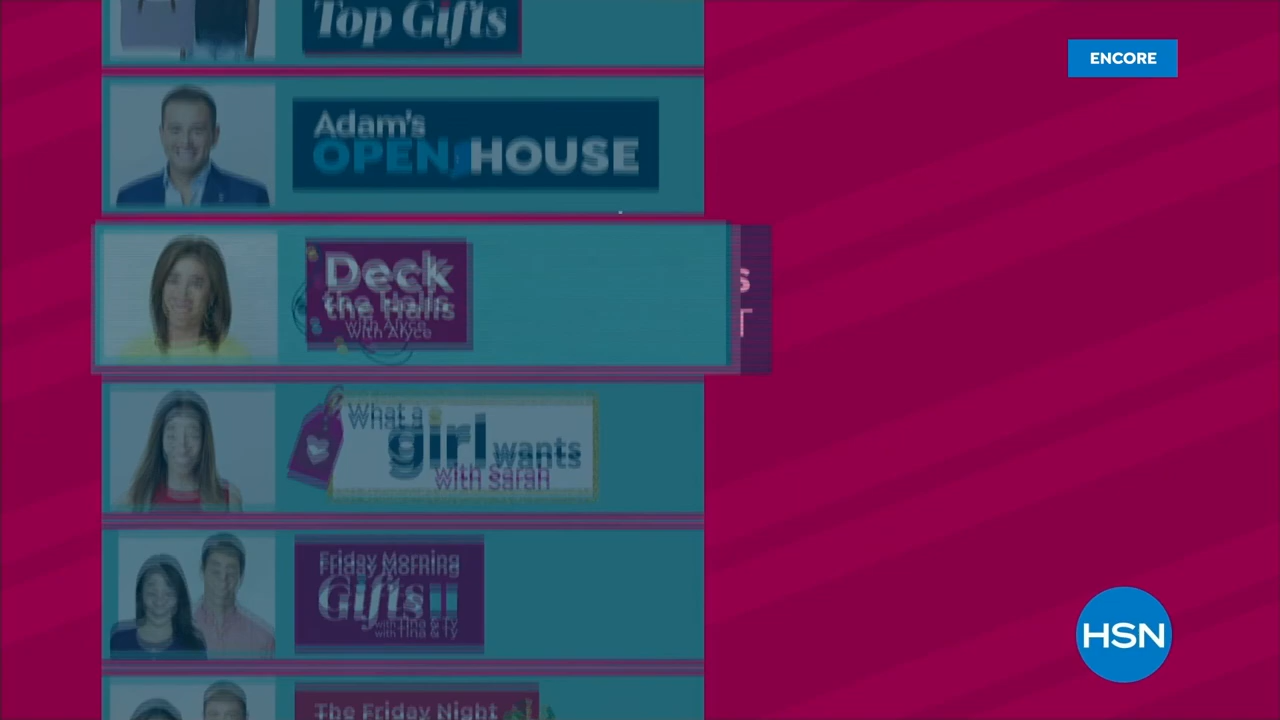 Top Gifts
ENCORE
Adam's
OPEN HOUSE
Deck
the Halls
with Alyce
S
T
What a
girl wants
with Sarah
Friday Morning
Gifts
with Tina & Ty
HSN
The Friday Night